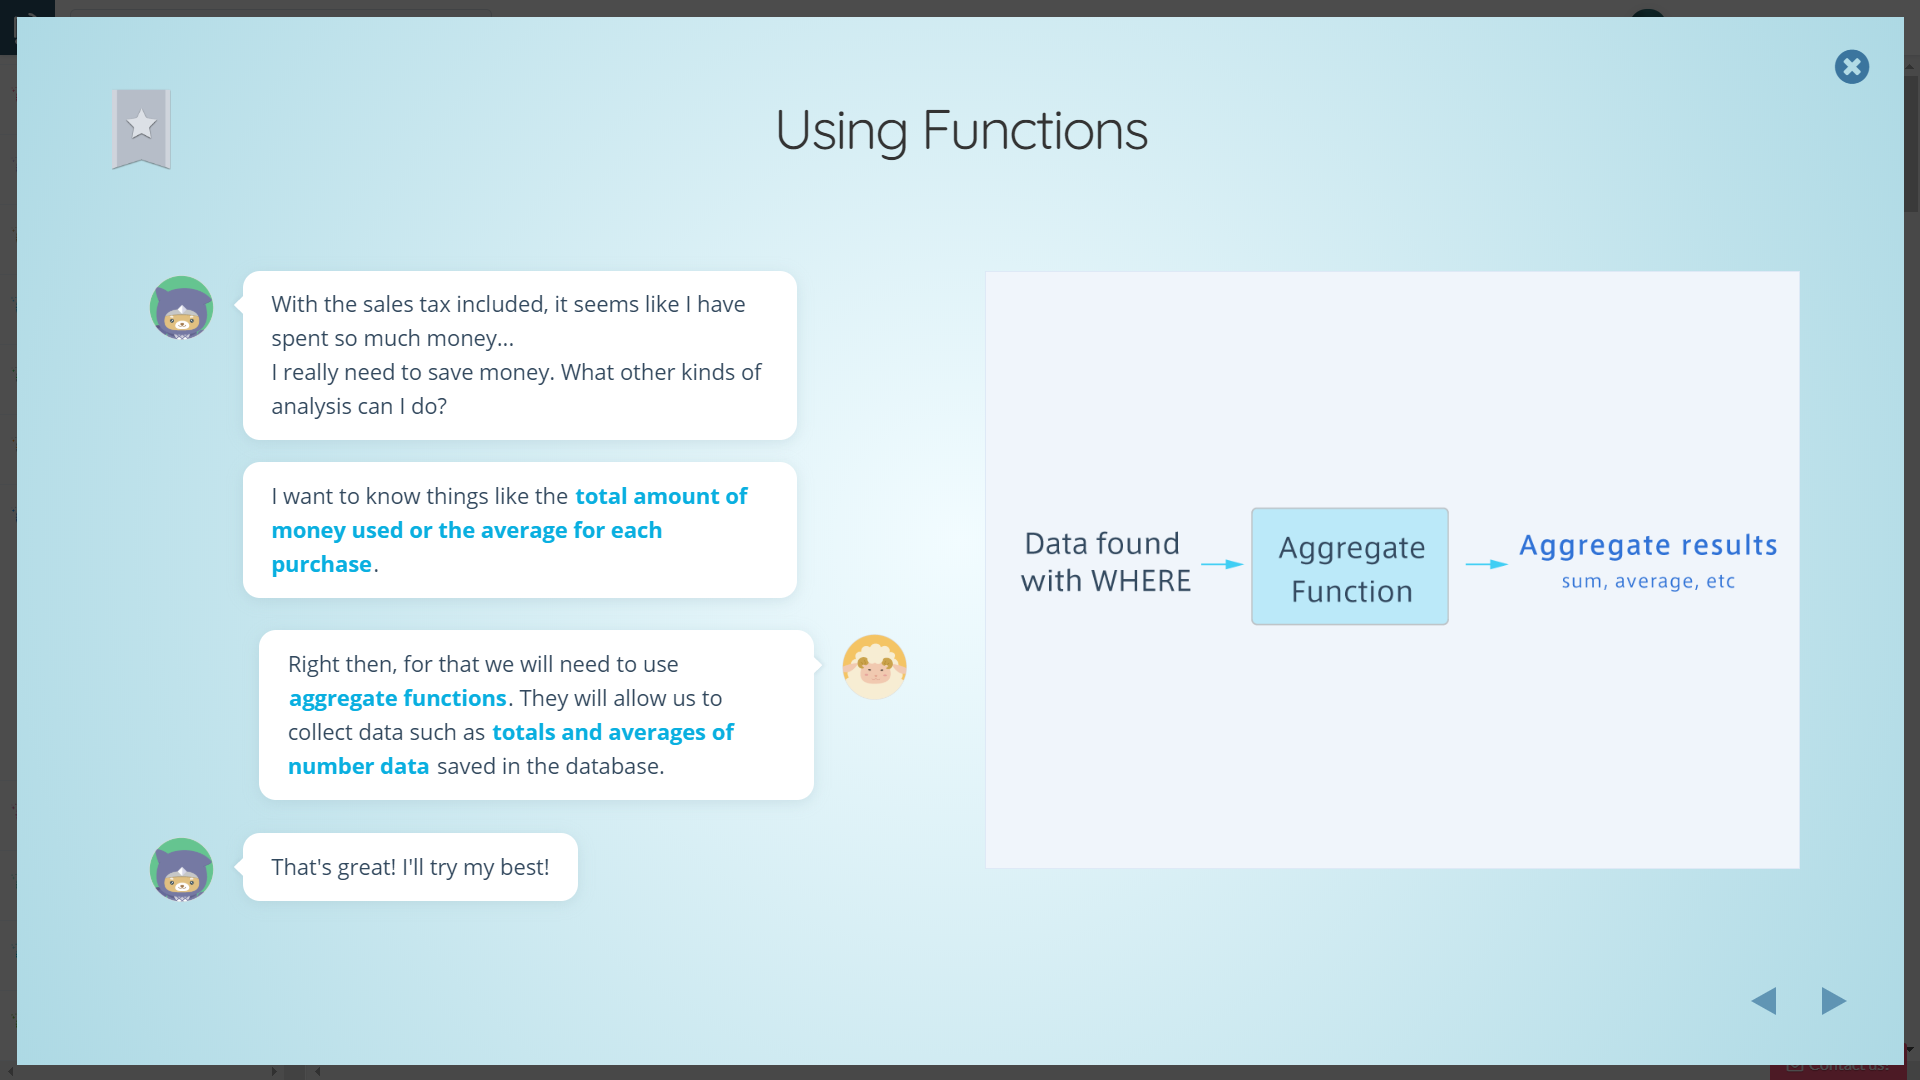 Using Functions
With the sales tax included, it seems like I have
spent so much money...
I really need to save money. What other kinds of
analysis can I do?
I want to know things like the total amount of
money used or the average for each
purchase.
Right then, for that we will need to use
aggregate functions. They will allow us to
collect data such as totals and averages of
number data saved in the database.
That's great! I'll try my best!
Data found
with WHERE
Aggregate
Function
Aggregate results
sum, average, etc
Contact us!